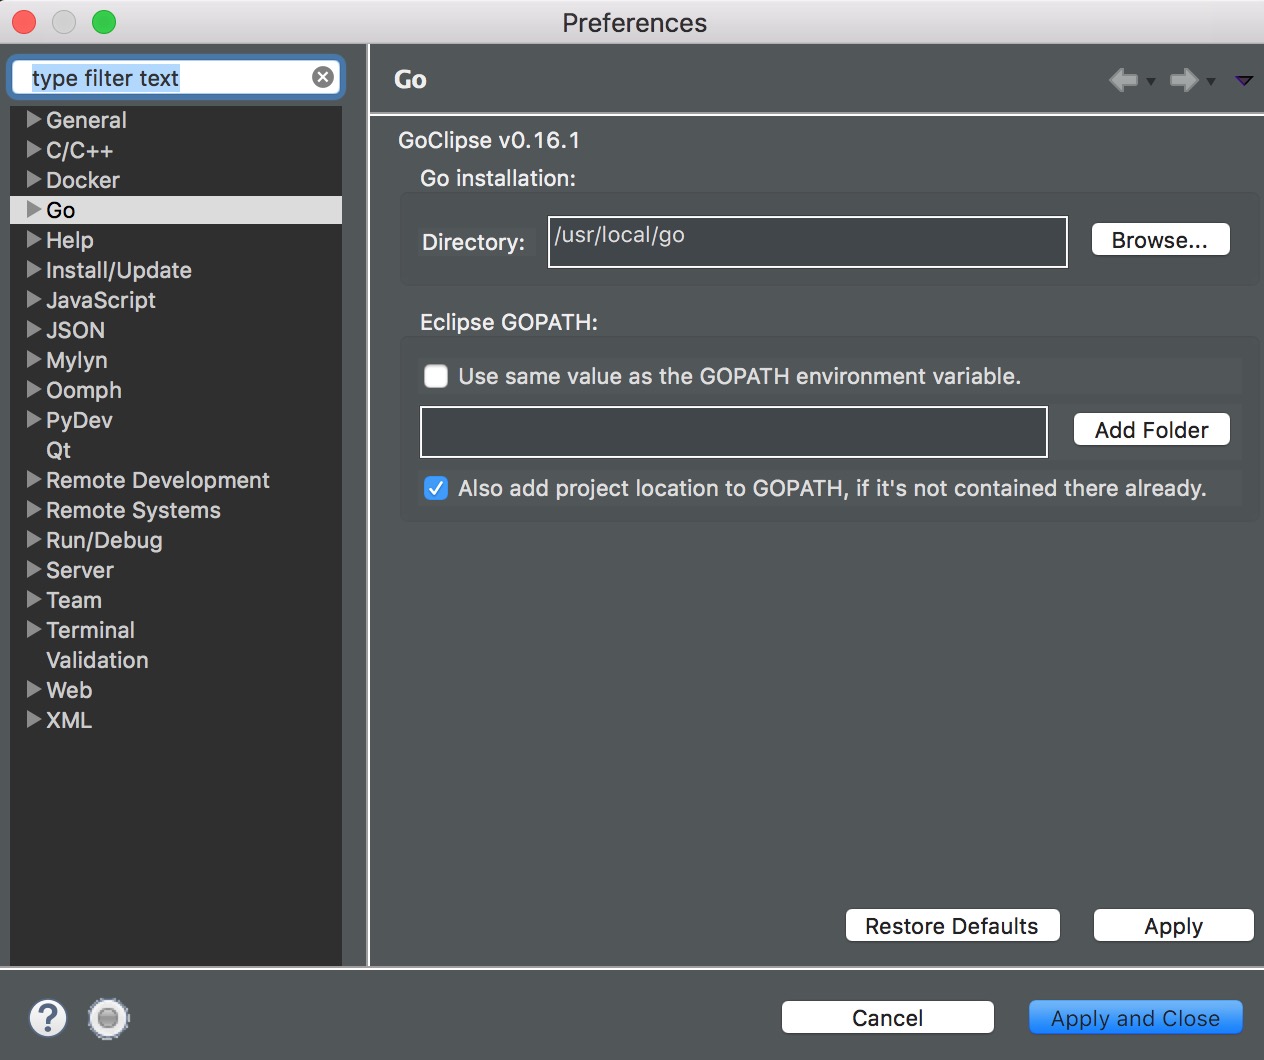 Preferences
type filter text
General
C/C++
Docker
Go
Help
Install/Update
JavaScript
JSON
Mylyn
Oomph
PyDev
Qt
Remote Development
Remote Systems
Run/Debug
Server
Team
Terminal
Validation
Web
XML
Go
GoClipse v0.16.1
Go installation:
Directory: /usr/local/go Browse...
Eclipse GOPATH:
Use same value as the GOPATH environment variable.
Add Folder
Also add project location to GOPATH, if it's not contained there already.
Restore Defaults Apply
? Cancel Apply and Close